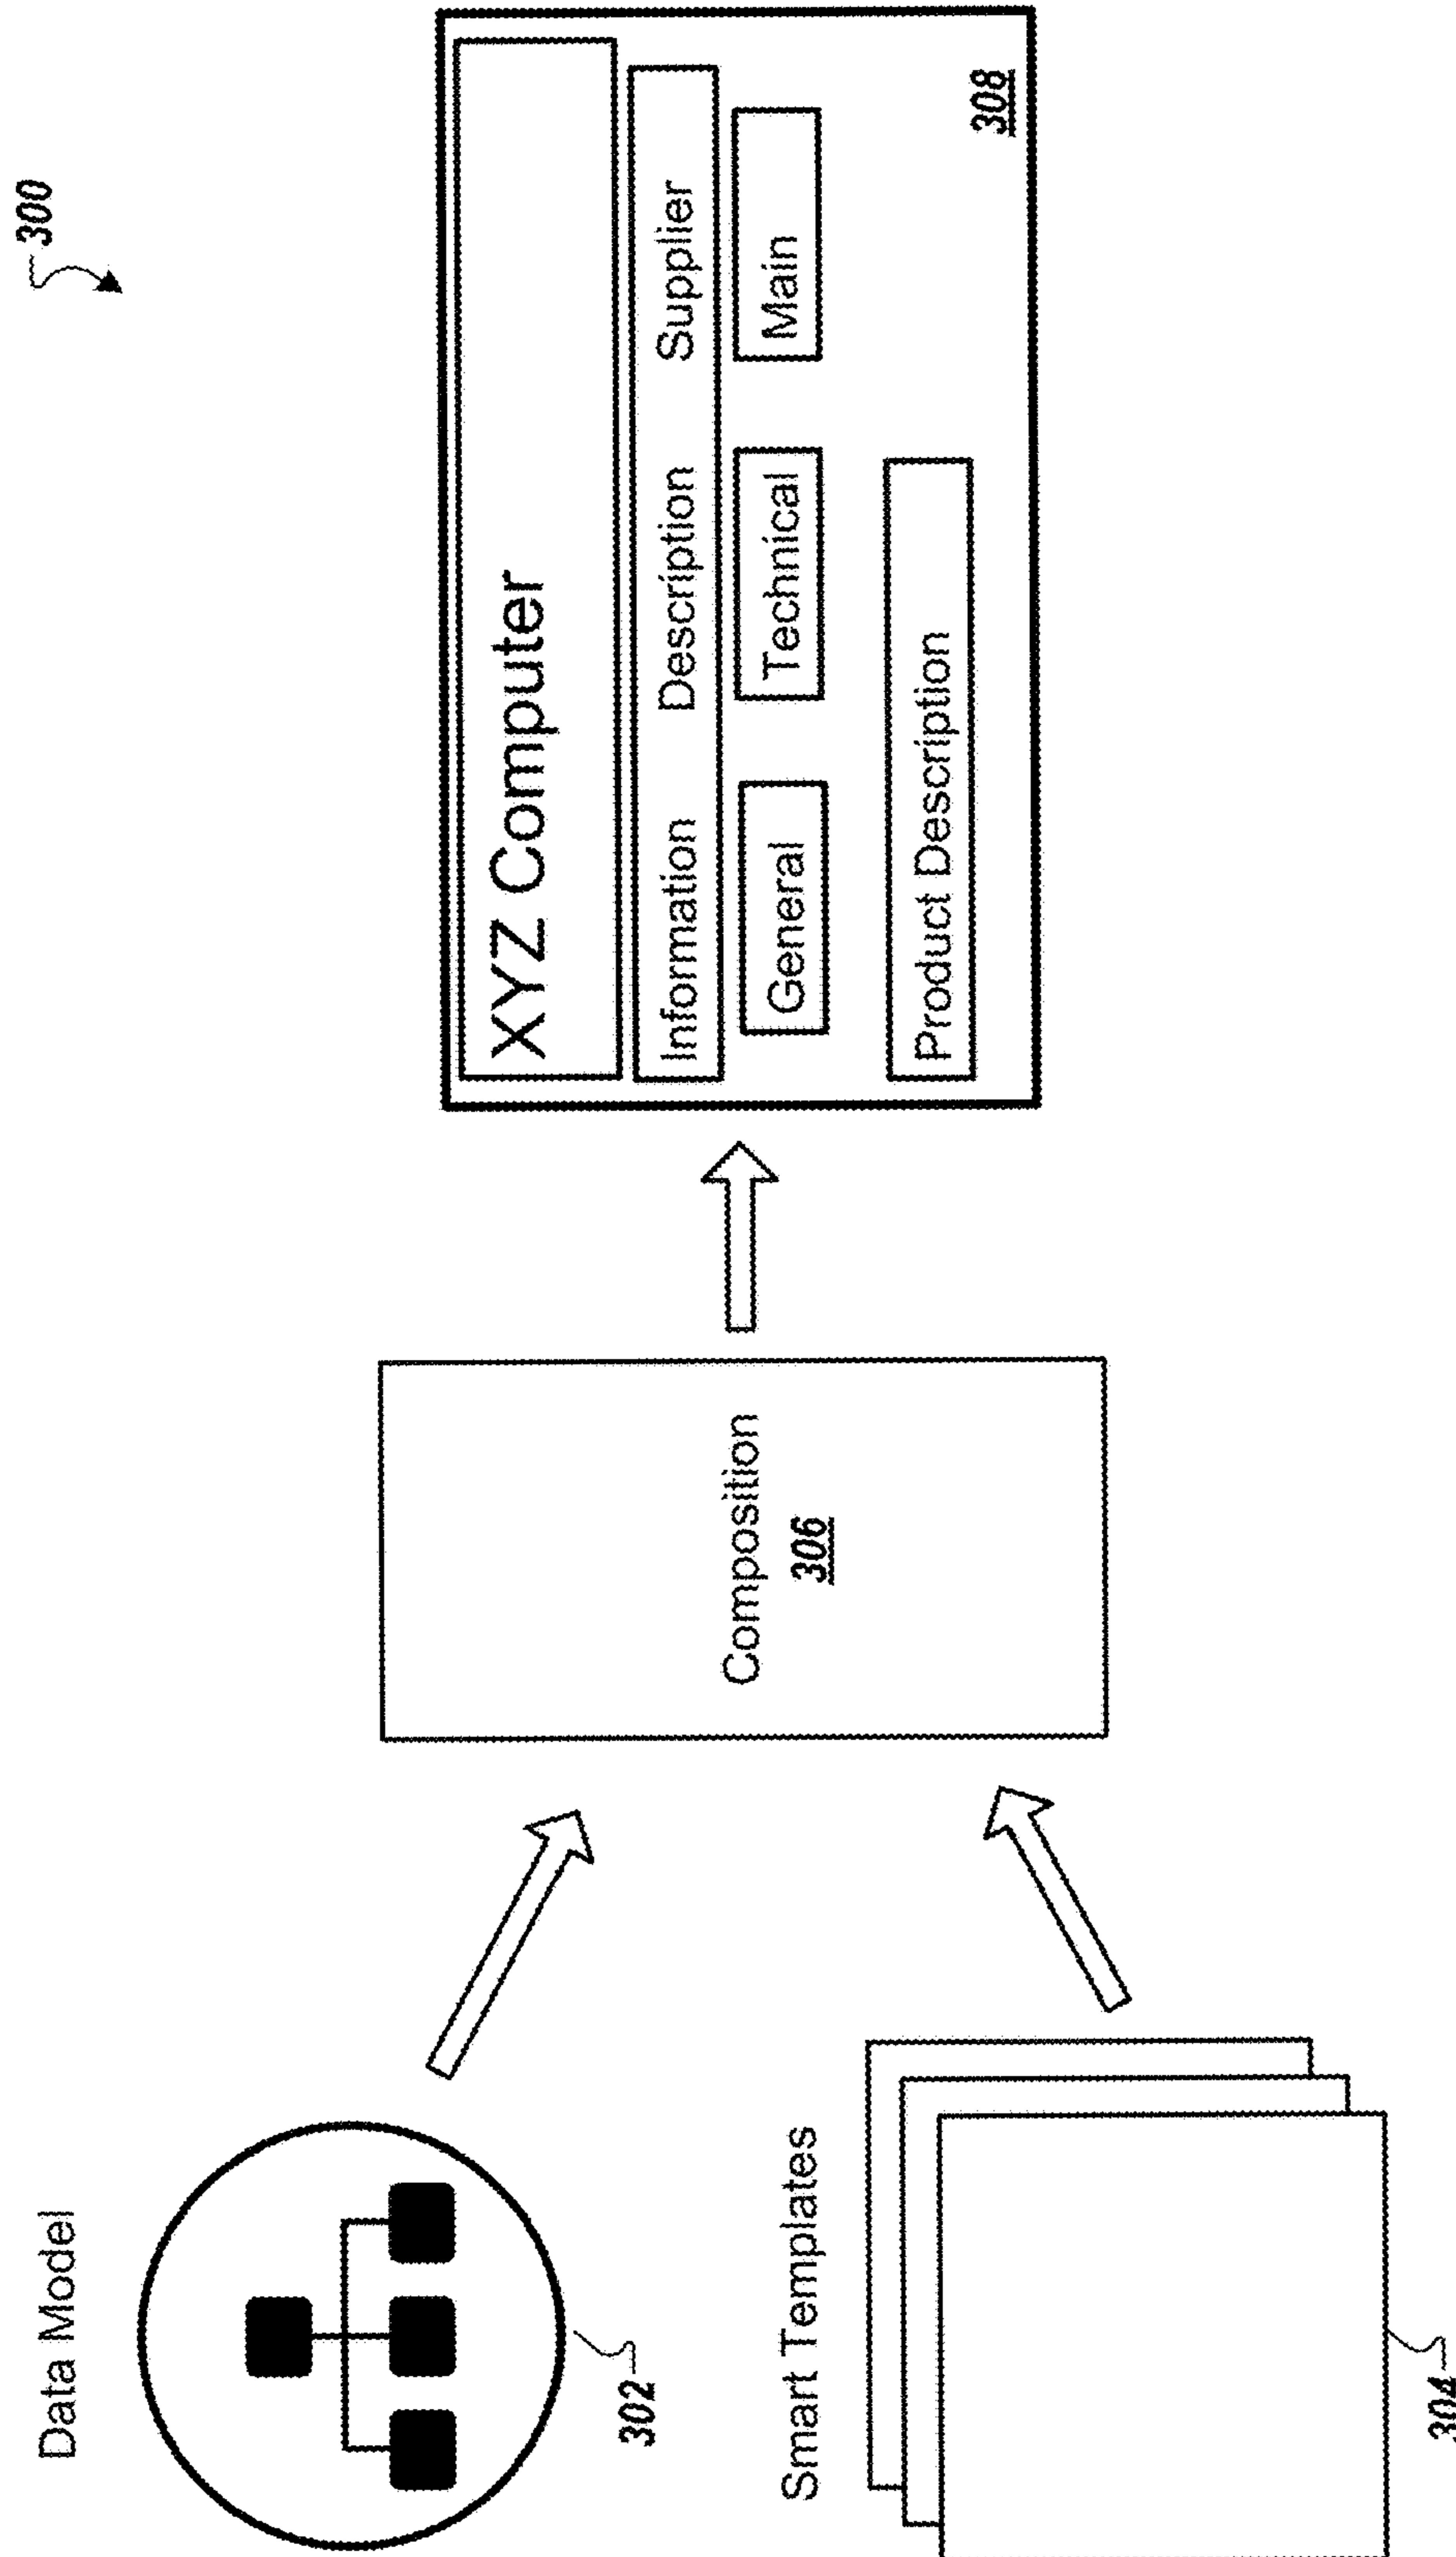 300
Data Model
302
Smart Templates
304
Composition
306
XYZ Computer
Information Description Supplier
General Technical Main
Product Description
308